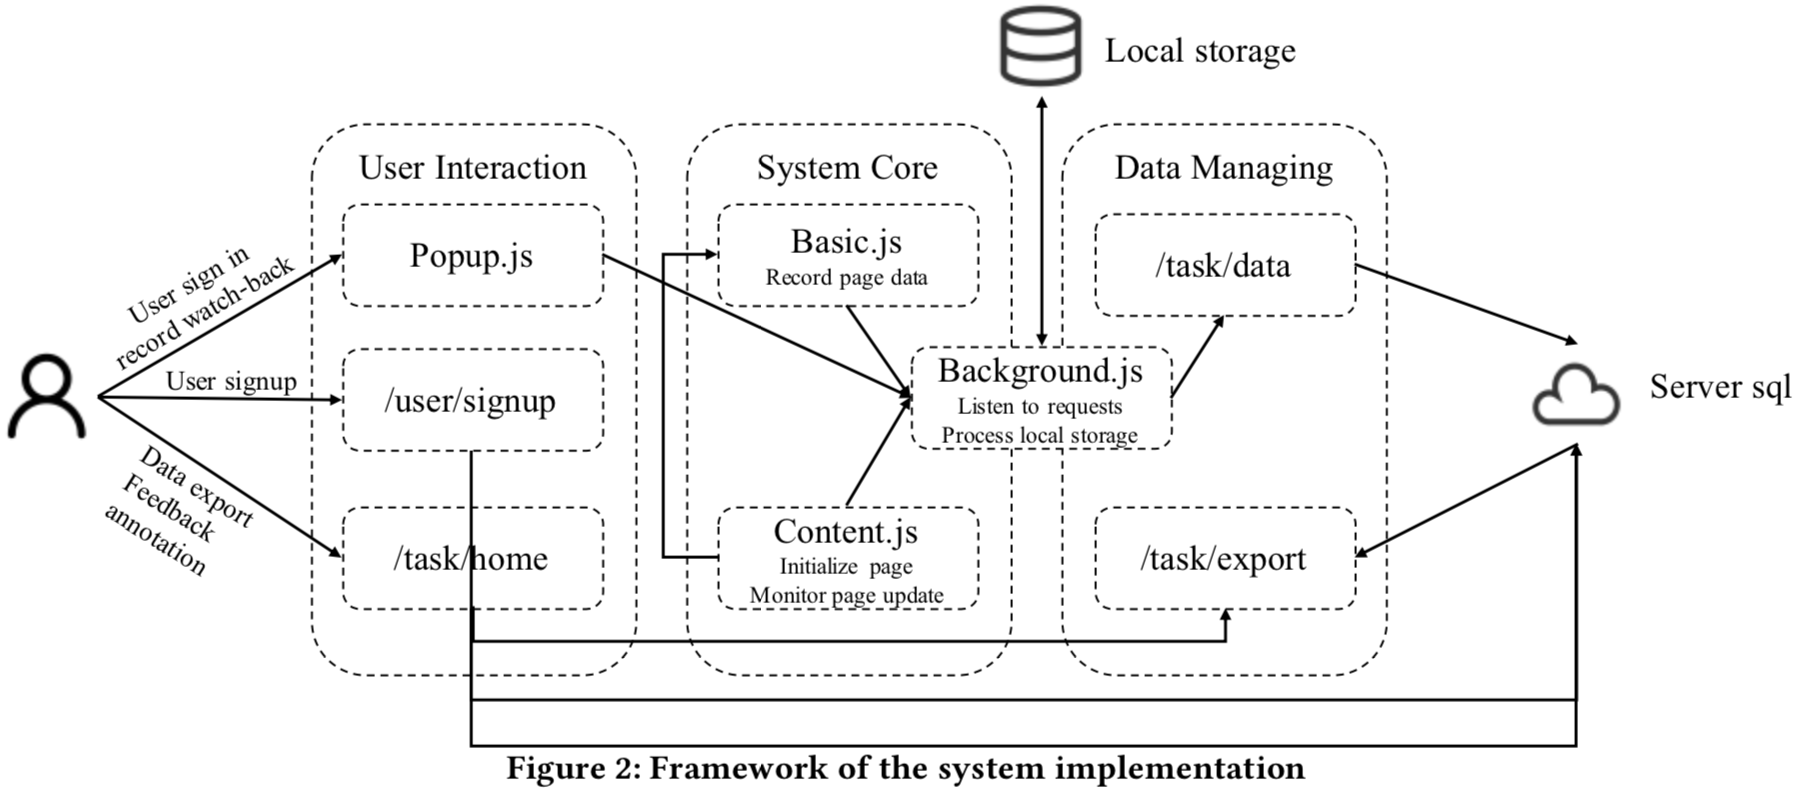 Local storage
User Interaction
System Core
Data Managing
User sign in
record watch-back
Popup.js
Basic.js
Record page data
/task/data
User signup
/user/signup
Background.js
Listen to requests
Process local storage
Server sql
Data export
Feedback
annotation
/task/home
Content.js
Initialize page
Monitor page update
/task/export
Figure 2: Framework of the system implementation